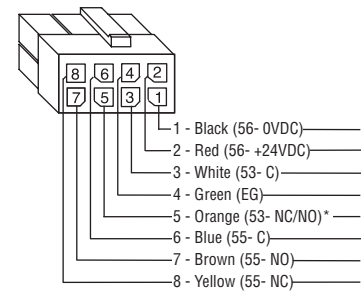 8 6 4 2
7 5 3 1
1 - Black (56- 0VDC)
2 - Red (56- +24VDC)
3 - White (53- C)
4 - Green (EG)
5 - Orange (53- NC/NO)*
6 - Blue (55- C)
7 - Brown (55- NO)
8 - Yellow (55- NC)